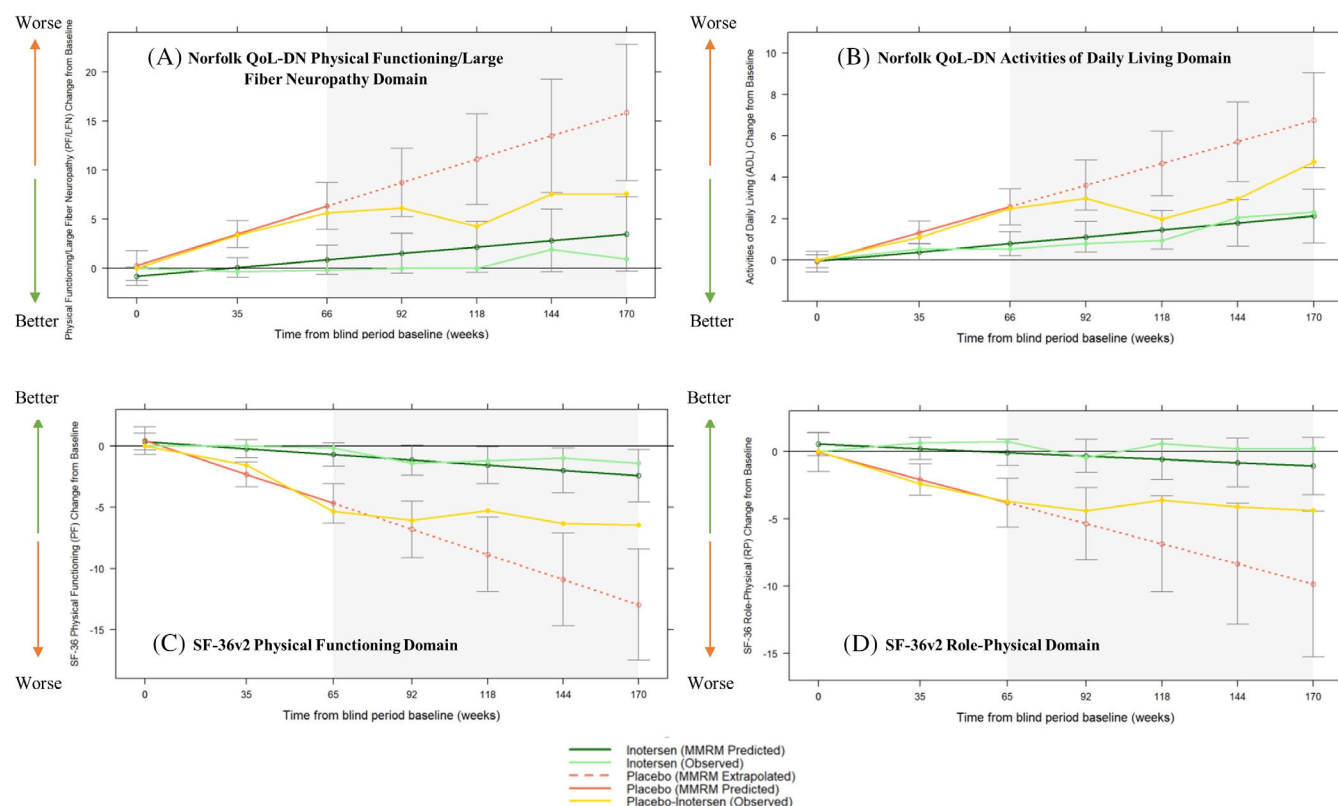 Worse
(A) Norfolk QoL-DN Physical Functioning/Large
Fiber Neuropathy Domain
Physical Functioning/Large Fiber Neuropathy (PF/LFN) Change from Baseline
20
15
10
5
0
0 35 66 92 118 144 170
Time from blind period baseline (weeks)
Better
Worse
(B) Norfolk QoL-DN Activities of Daily Living Domain
Activities of Daily Living (ADL) Change from Baseline
10
8
6
4
2
0
0 35 66 92 118 144 170
Time from blind period baseline (weeks)
Better
Better
SF-36 Physical Functioning (PF) Change from Baseline
0
-5
-10
-15
(C) SF-36v2 Physical Functioning Domain
0 35 65 92 118 144 170
Time from blind period baseline (weeks)
Worse
Better
SF-36 Role-Physical (RP) Change from Baseline
0
-5
-10
-15
(D) SF-36v2 Role-Physical Domain
0 35 65 92 118 144 170
Time from blind period baseline (weeks)
Worse
Inotersen (MMRM Predicted)
Inotersen (Observed)
Placebo (MMRM Extrapolated)
Placebo (MMRM Predicted)
Placebo-Inotersen (Observed)